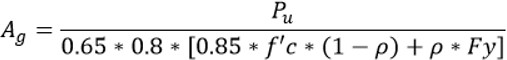 A_g = P_u / 0.65 * 0.8 * [0.85 * f'c * (1 − ρ) + ρ * Fy]